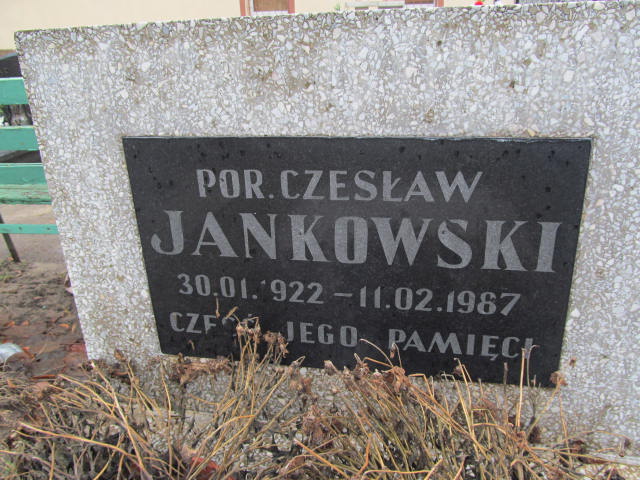 POR. CZESŁAW
JANKOWSKI
30.01.1922 – 11.02.1987
CZEŚĆ JEGO PAMIĘCI